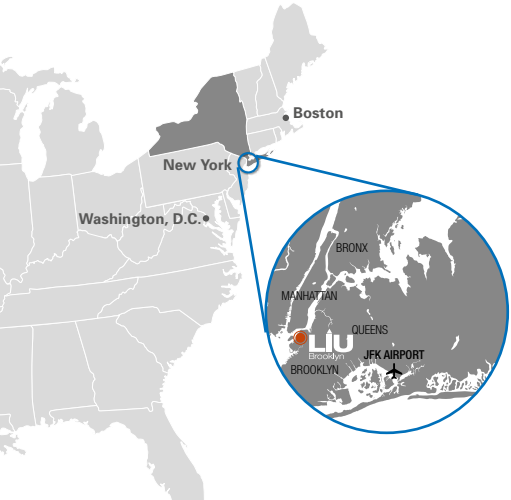 Boston
New York
Washington, D.C.
BRONX
MANHATTAN
QUEENS
LIU
Brooklyn
JFK AIRPORT
BROOKLYN